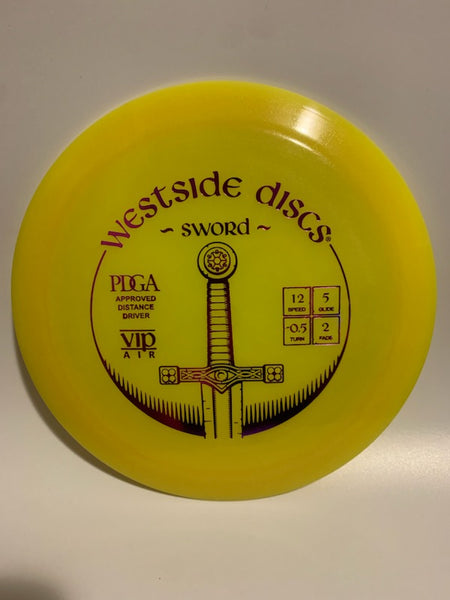 WESTSIDE DISCS®
~ SWORD ~
PDGA
APPROVED
DISTANCE
DRIVER
VIP
AIR
12 5
SPEED GLIDE
-0.5 2
TURN FADE